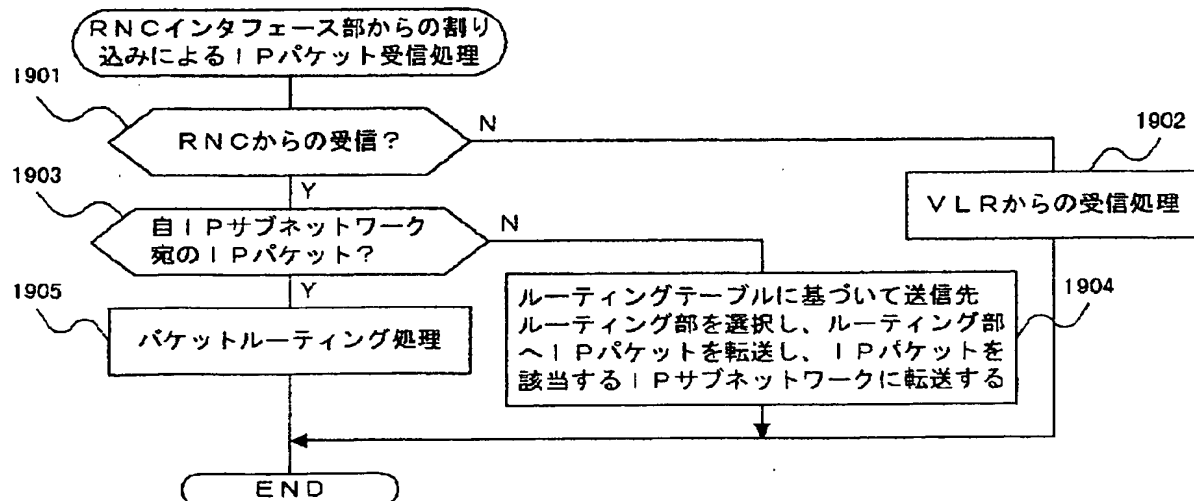 RNCインタフェース部からの割り
込みによるIPパケット受信処理
1901
RNCからの受信?
N
Y
1902
VLRからの受信処理
1903
自IPサブネットワーク
宛のIPパケット?
N
Y
1905
パケットルーティング処理
1904
ルーティングテーブルに基づいて送信先
ルーティング部を選択し、ルーティング部
へIPパケットを転送し、IPパケットを
該当するIPサブネットワークに転送する
END